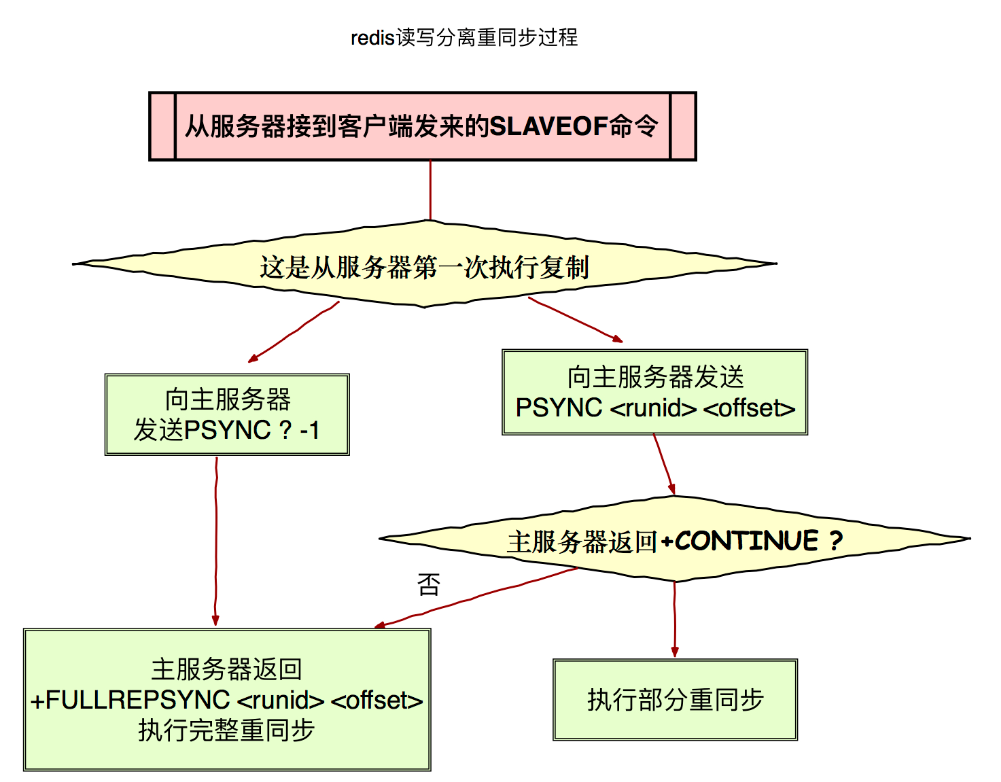 redis读写分离重同步过程
从服务器接到客户端发来的SLAVEOF命令
这是从服务器第一次执行复制
向主服务器
发送PSYNC ? -1
向主服务器发送
PSYNC <runid> <offset>
主服务器返回+CONTINUE ?
否
主服务器返回
+FULLREPSYNC <runid> <offset>
执行完整重同步
执行部分重同步